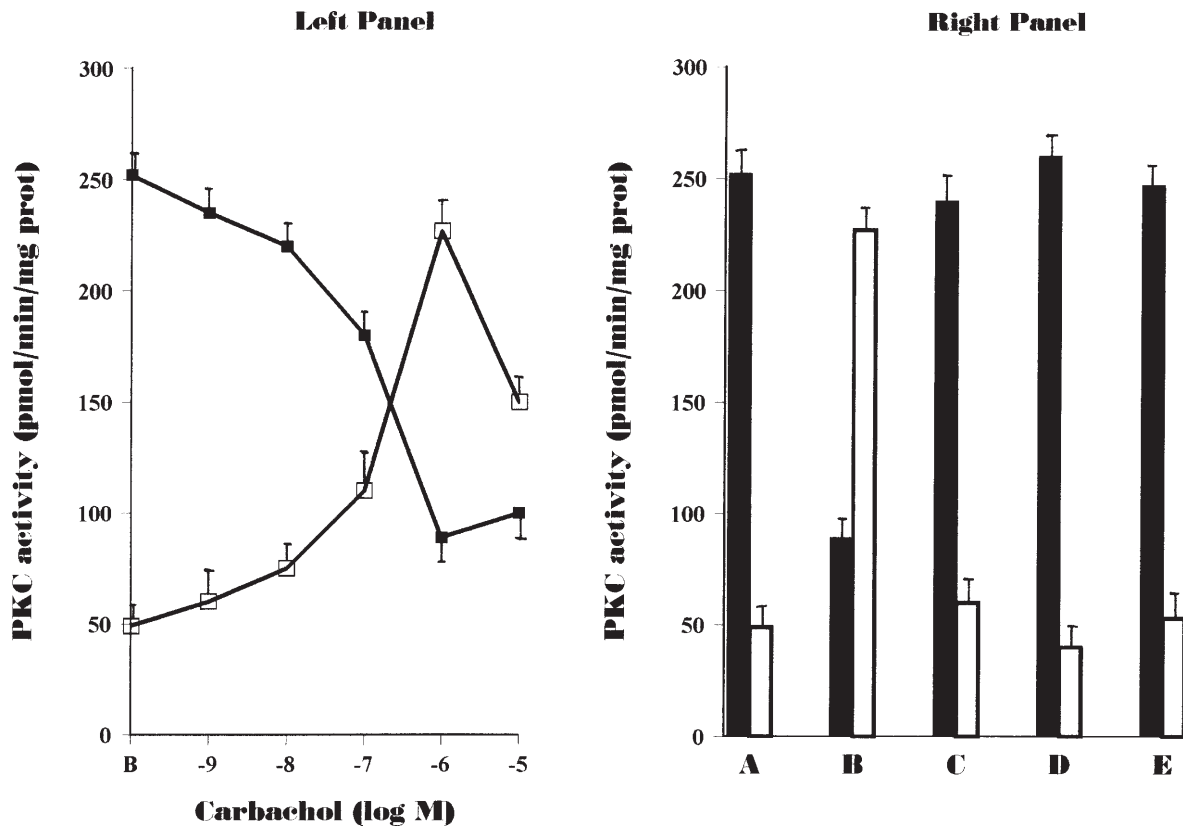 Left Panel
PKC activity (pmol/min/mg prot)
300
250
200
150
100
50
0
B -9 -8 -7 -6 -5
Carbachol (log M)
Right Panel
PKC activity (pmol/min/mg prot)
300
250
200
150
100
50
0
A B C D E